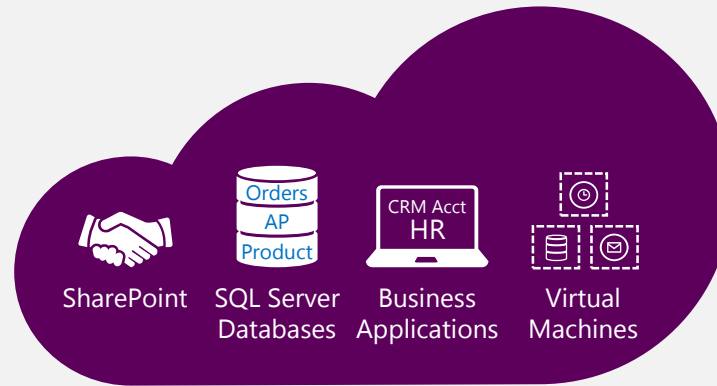 Orders
AP
Product
CRM Acct
HR
SharePoint
SQL Server
Databases
Business
Applications
Virtual
Machines